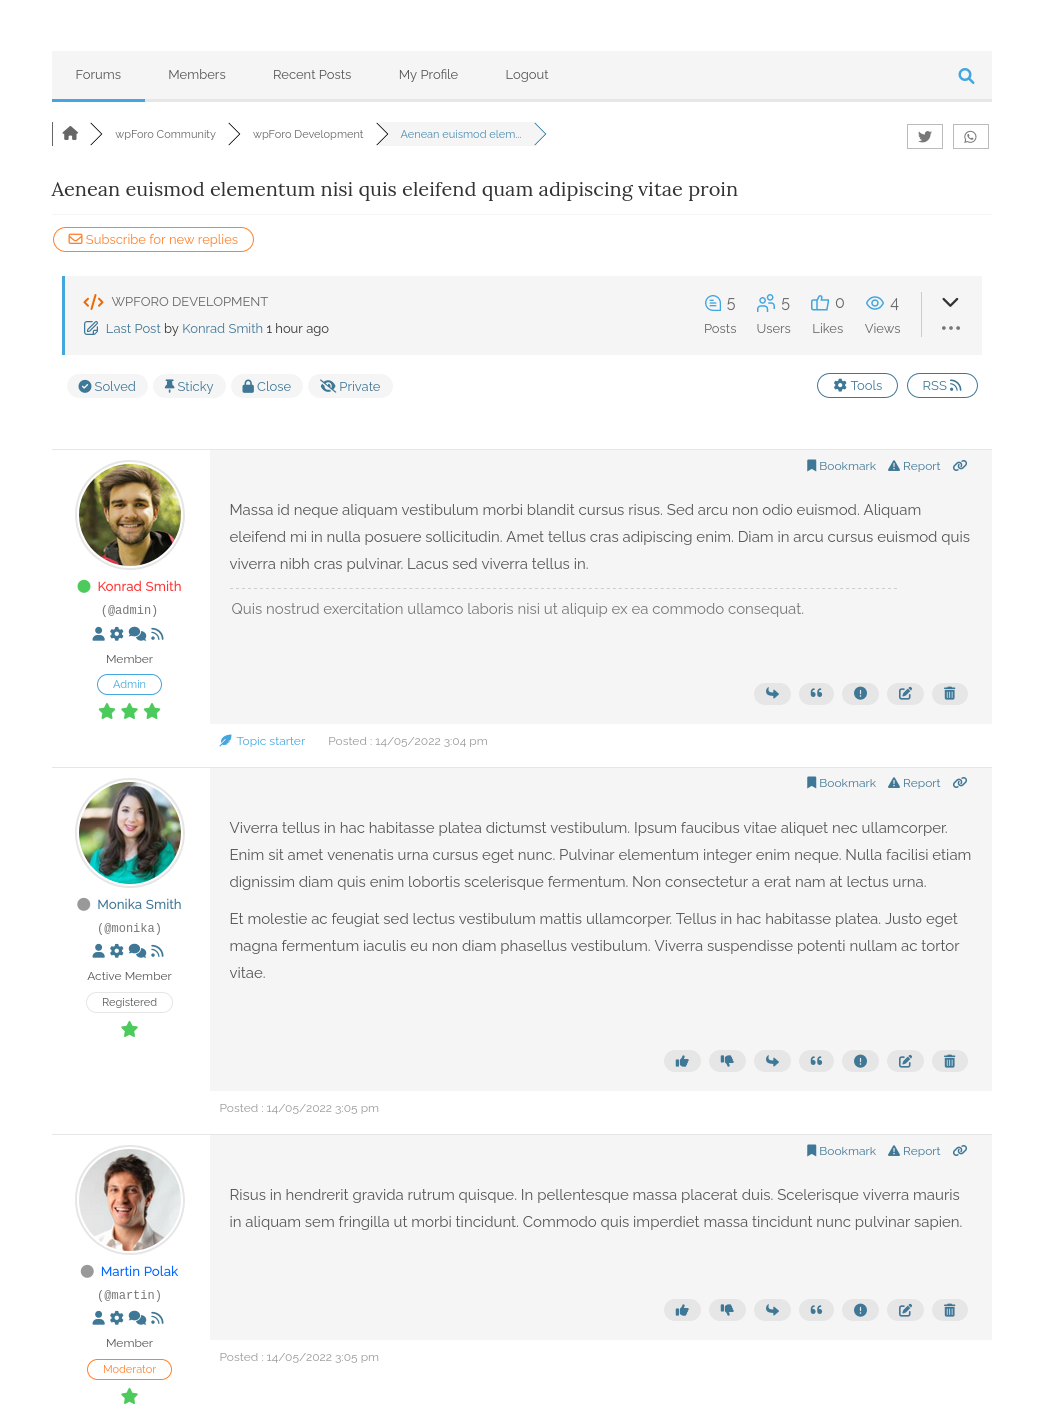 Forums Members Recent Posts My Profile Logout
wpForo Community wpForo Development Aenean euismod elem...
Aenean euismod elementum nisi quis eleifend quam adipiscing vitae proin
Subscribe for new replies
WPFORO DEVELOPMENT
Last Post by Konrad Smith 1 hour ago
5 5 0 4
Posts Users Likes Views
Solved Sticky Close Private Tools RSS
Bookmark Report
Massa id neque aliquam vestibulum morbi blandit cursus risus. Sed arcu non odio euismod. Aliquam
eleifend mi in nulla posuere sollicitudin. Amet tellus cras adipiscing enim. Diam in arcu cursus euismod quis
viverra nibh cras pulvinar. Lacus sed viverra tellus in.
Quis nostrud exercitation ullamco laboris nisi ut aliquip ex ea commodo consequat.
Konrad Smith
(@admin)
Member
Admin
Topic starter Posted : 14/05/2022 3:04 pm
Bookmark Report
Viverra tellus in hac habitasse platea dictumst vestibulum. Ipsum faucibus vitae aliquet nec ullamcorper.
Enim sit amet venenatis urna cursus eget nunc. Pulvinar elementum integer enim neque. Nulla facilisi etiam
dignissim diam quis enim lobortis scelerisque fermentum. Non consectetur a erat nam at lectus urna.
Et molestie ac feugiat sed lectus vestibulum mattis ullamcorper. Tellus in hac habitasse platea. Justo eget
magna fermentum iaculis eu non diam phasellus vestibulum. Viverra suspendisse potenti nullam ac tortor
vitae.
Monika Smith
(@monika)
Active Member
Registered
Posted : 14/05/2022 3:05 pm
Bookmark Report
Risus in hendrerit gravida rutrum quisque. In pellentesque massa placerat duis. Scelerisque viverra mauris
in aliquam sem fringilla ut morbi tincidunt. Commodo quis imperdiet massa tincidunt nunc pulvinar sapien.
Martin Polak
(@martin)
Member
Moderator
Posted : 14/05/2022 3:05 pm